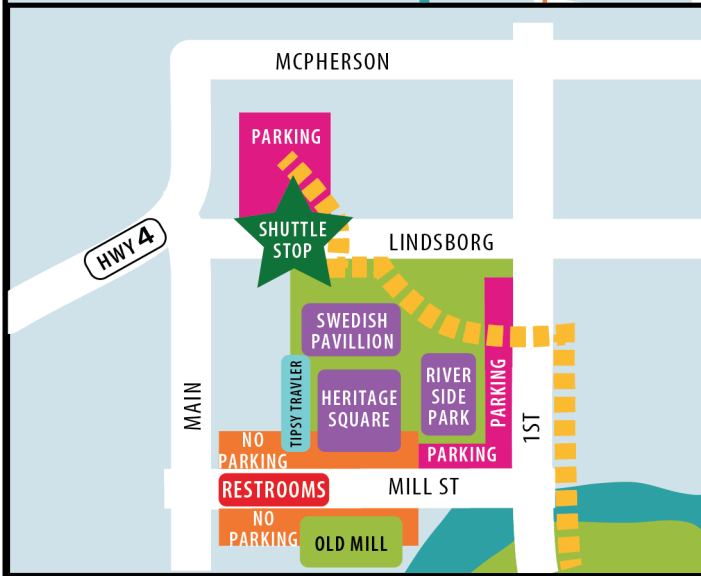 MCPHERSON
PARKING
SHUTTLE
STOP
LINDSBORG
HWY 4
SWEDISH
PAVILLION
TIPSY TRAVLER
HERITAGE
SQUARE
RIVER
SIDE
PARK
PARKING
MAIN
1ST
NO
PARKING
PARKING
RESTROOMS
MILL ST
NO
PARKING
OLD MILL